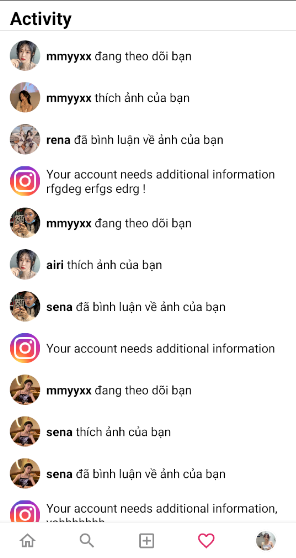 Activity
mmyyxx đang theo dõi bạn
mmyyxx thích ảnh của bạn
rena đã bình luận về ảnh của bạn
Your account needs additional information
rfgdeg erfgs edrg !
mmyyxx đang theo dõi bạn
airi thích ảnh của bạn
sena đã bình luận về ảnh của bạn
Your account needs additional information
mmyyxx đang theo dõi bạn
sena thích ảnh của bạn
sena đã bình luận về ảnh của bạn
Your account needs additional information,